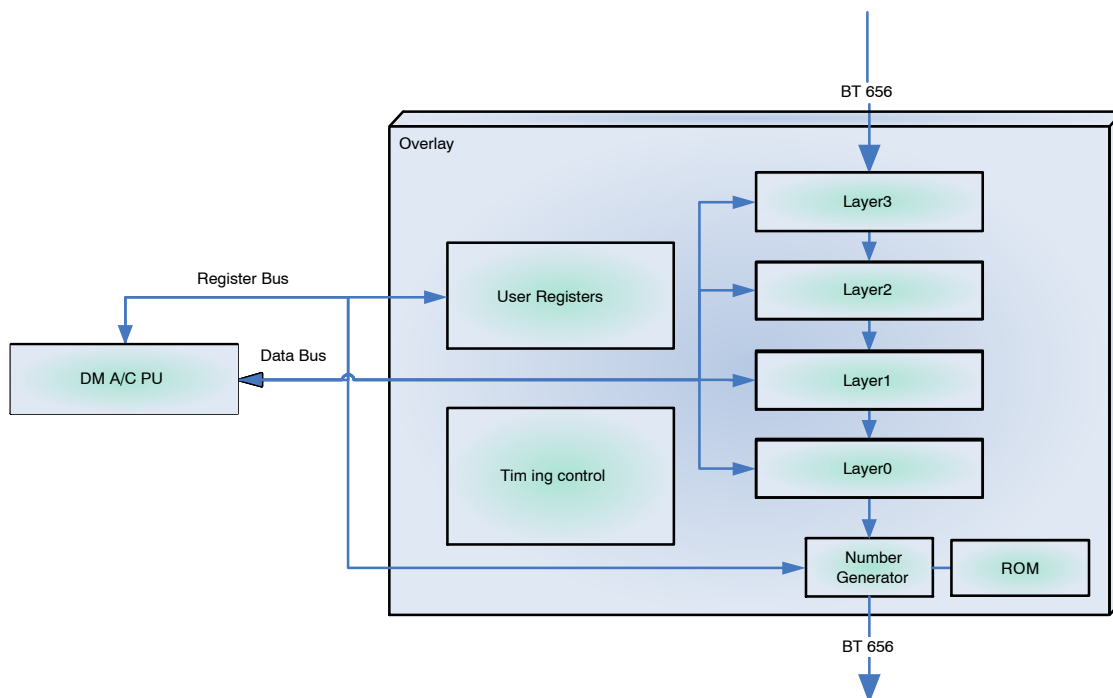 BT 656
Overlay
Layer3
Register Bus
User Registers
Layer2
Data Bus
DM A/C PU
Layer1
Tim ing control
Layer0
Number
Generator
ROM
BT 656